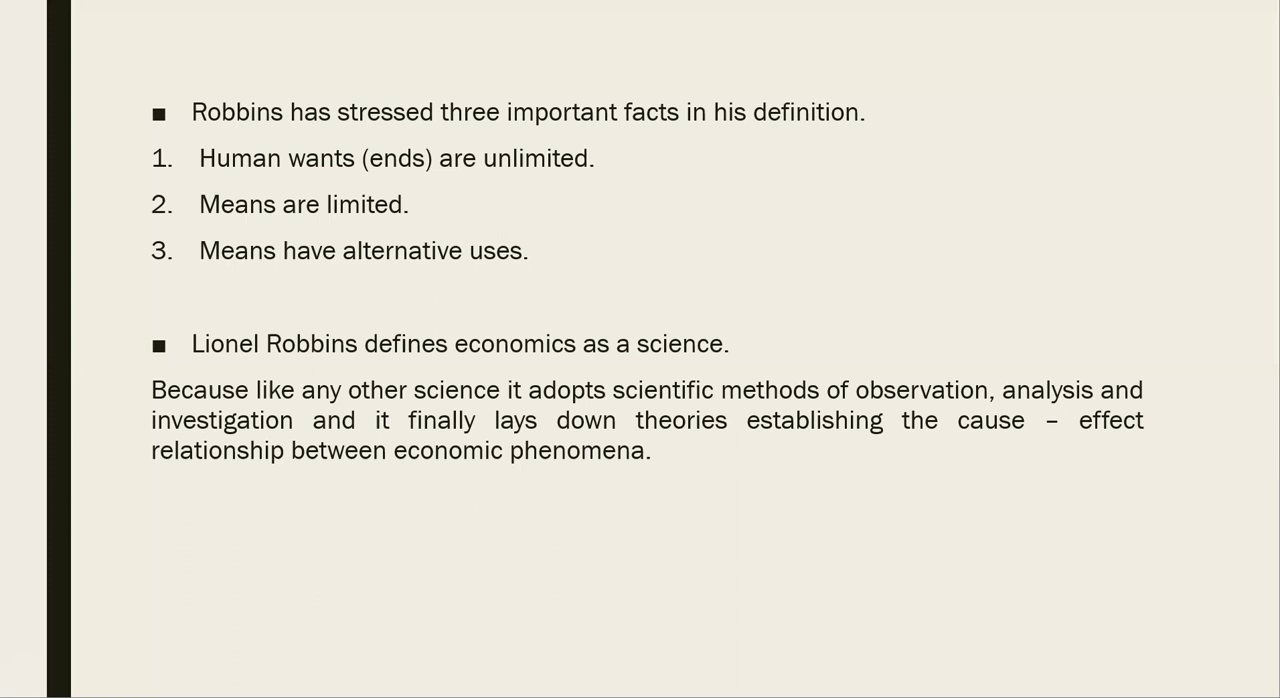 ■ Robbins has stressed three important facts in his definition.
1. Human wants (ends) are unlimited.
2. Means are limited.
3. Means have alternative uses.
■ Lionel Robbins defines economics as a science.
Because like any other science it adopts scientific methods of observation, analysis and
investigation and it finally lays down theories establishing the cause – effect
relationship between economic phenomena.